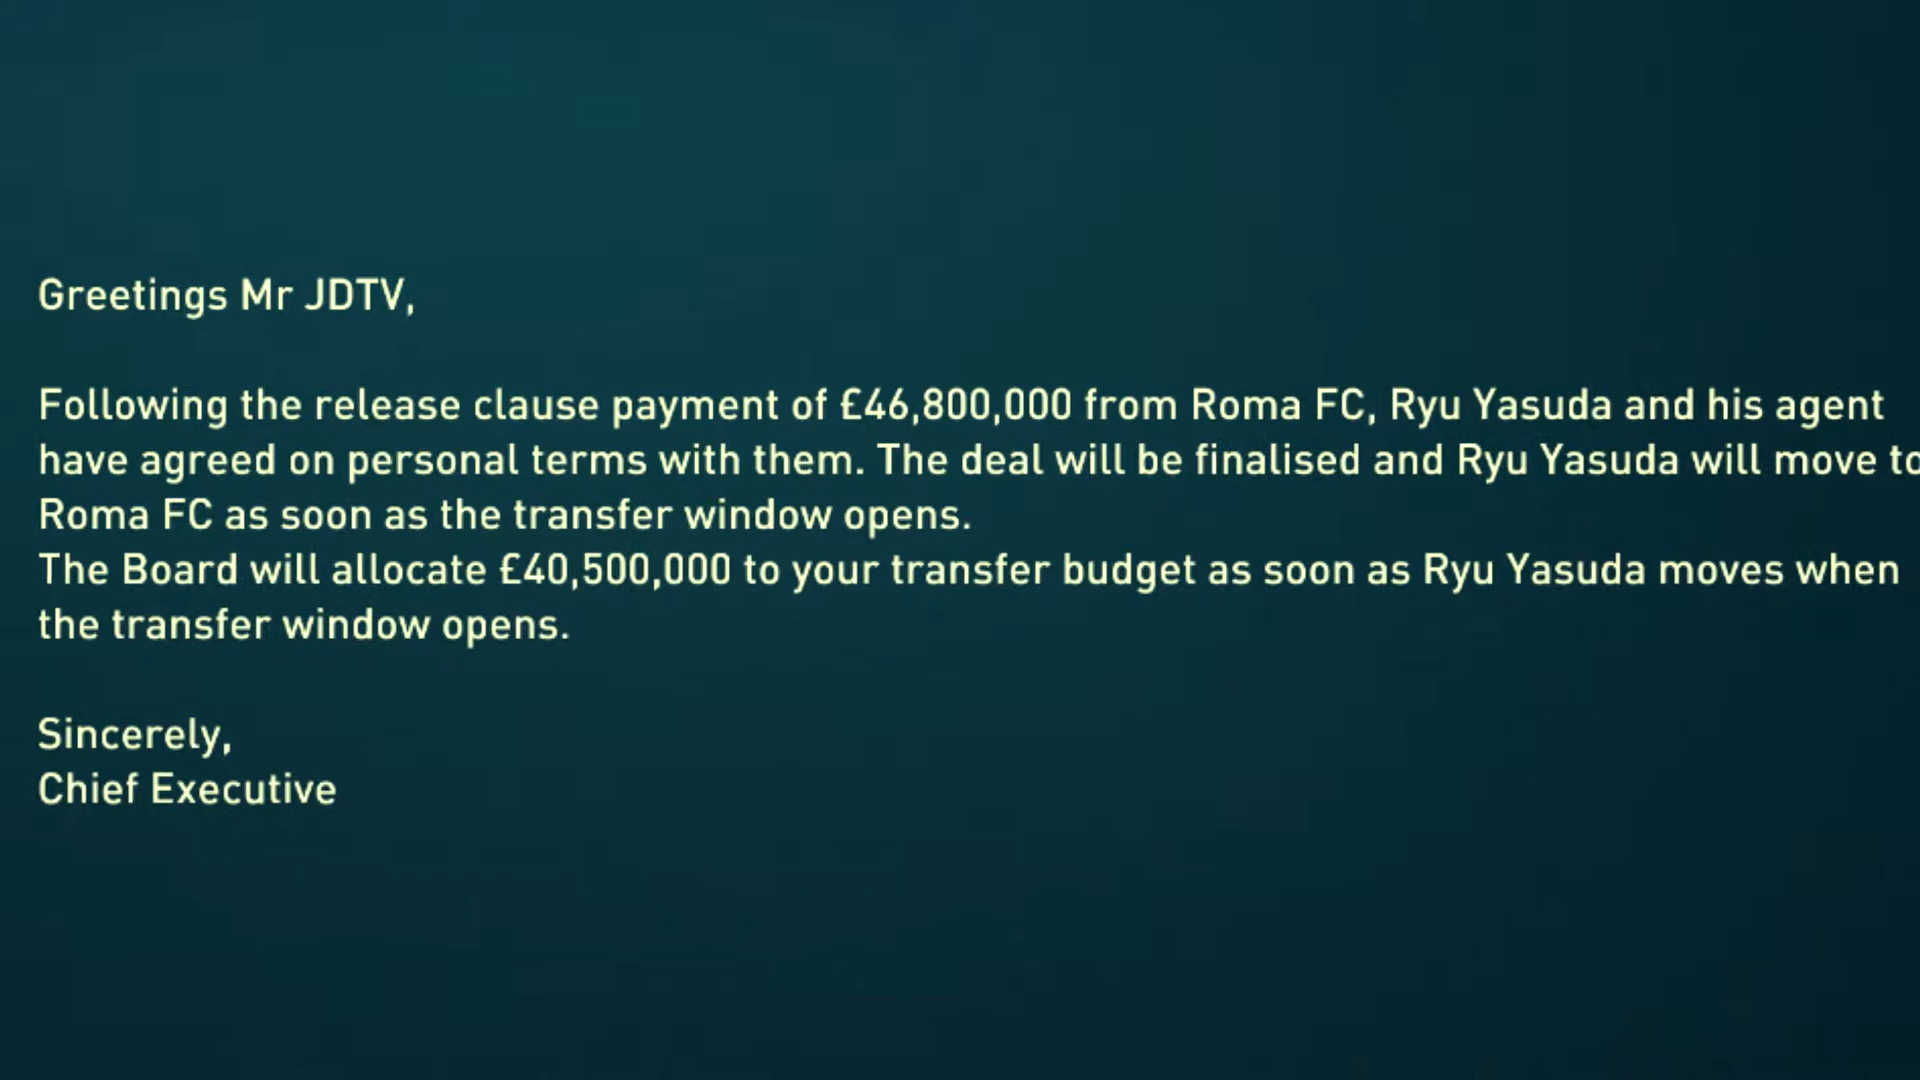 Greetings Mr JDTV,
Following the release clause payment of £46,800,000 from Roma FC, Ryu Yasuda and his agent
have agreed on personal terms with them. The deal will be finalised and Ryu Yasuda will move to
Roma FC as soon as the transfer window opens.
The Board will allocate £40,500,000 to your transfer budget as soon as Ryu Yasuda moves when
the transfer window opens.
Sincerely,
Chief Executive